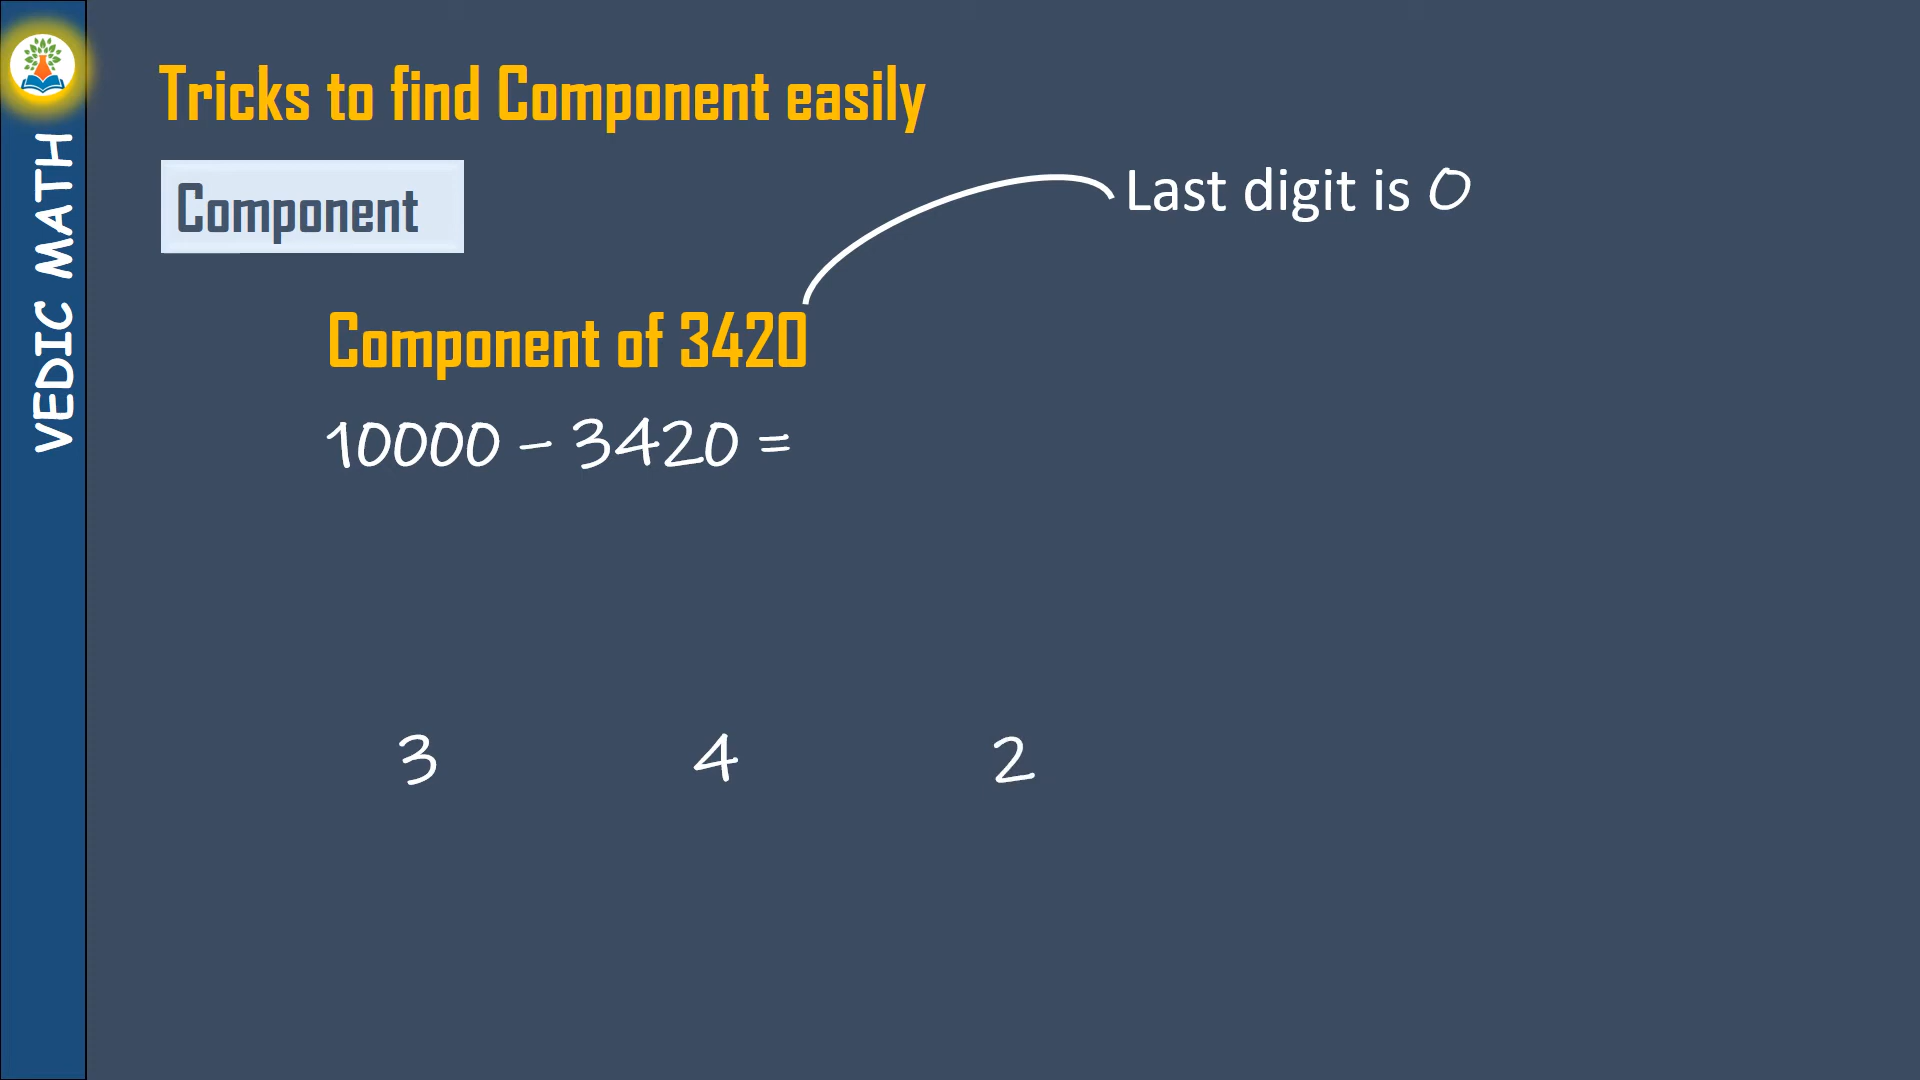 VEDIC MATH
Tricks to find Component easily
Component
Last digit is 0
Component of 3420
10000 - 3420 =
3 4 2